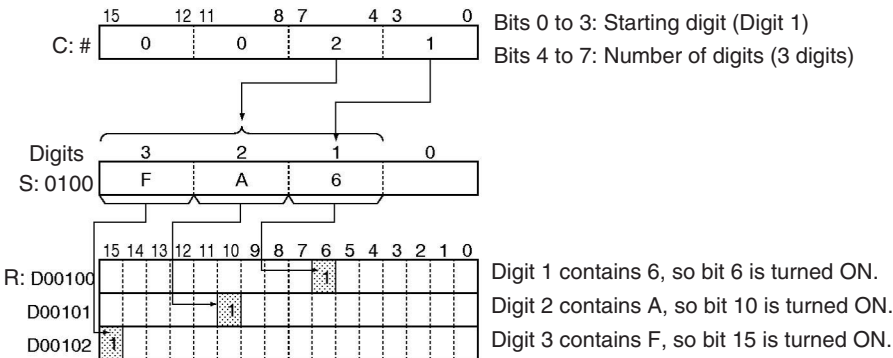 15 12 11 8 7 4 3 0
C: # 0 0 2 1
Bits 0 to 3: Starting digit (Digit 1)
Bits 4 to 7: Number of digits (3 digits)
Digits 3 2 1 0
S: 0100 F A 6
15 14 13 12 11 10 9 8 7 6 5 4 3 2 1 0
R: D00100 1
Digit 1 contains 6, so bit 6 is turned ON.
D00101 1
Digit 2 contains A, so bit 10 is turned ON.
D00102 1
Digit 3 contains F, so bit 15 is turned ON.